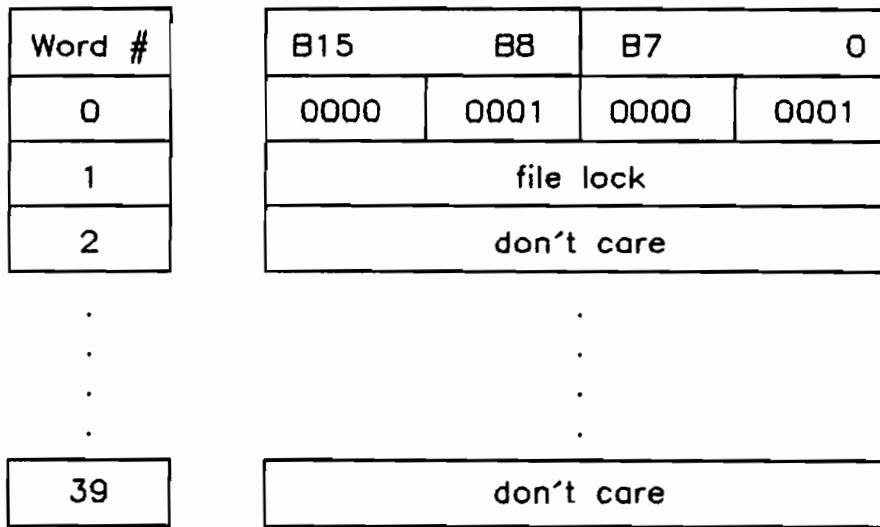 Word # B15 B8 B7 0
0 0000 0001 0000 0001
1 file lock
2 don't care
. .
. .
. .
. .
39 don't care